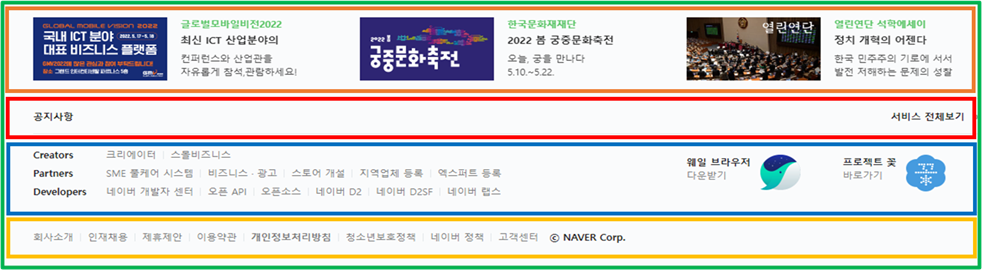 GLOBAL MOBILE VISION 2022
국내 ICT 분야 2022. 5. 17 - 5. 18
대표 비즈니스 플랫폼
글로벌모바일비전2022
최신 ICT 산업분야의
컨퍼런스와 산업관을
자유롭게 참석,관람하세요!
2022 봄
궁중문화축전
한국문화재재단
2022 봄 궁중문화축전
오늘, 궁을 만나다
5.10.~5.22.
열린연단
열린연단 석학에세이
정치 개혁의 어젠다
한국 민주주의 기로에 서서
발전 저해하는 문제의 성찰
공지사항 서비스 전체보기
Creators 크리에이터 스몰비즈니스
Partners SME 풀케어 시스템 비즈니스 · 광고 스토어 개설 지역업체 등록 엑스퍼트 등록
Developers 네이버 개발자 센터 오픈 API 오픈소스 네이버 D2 네이버 D2SF 네이버 랩스
웨일 브라우저
다운받기
프로젝트 꽃
바로가기
회사소개 인재채용 제휴제안 이용약관 개인정보처리방침 청소년보호정책 네이버 정책 고객센터 ⓒ NAVER Corp.